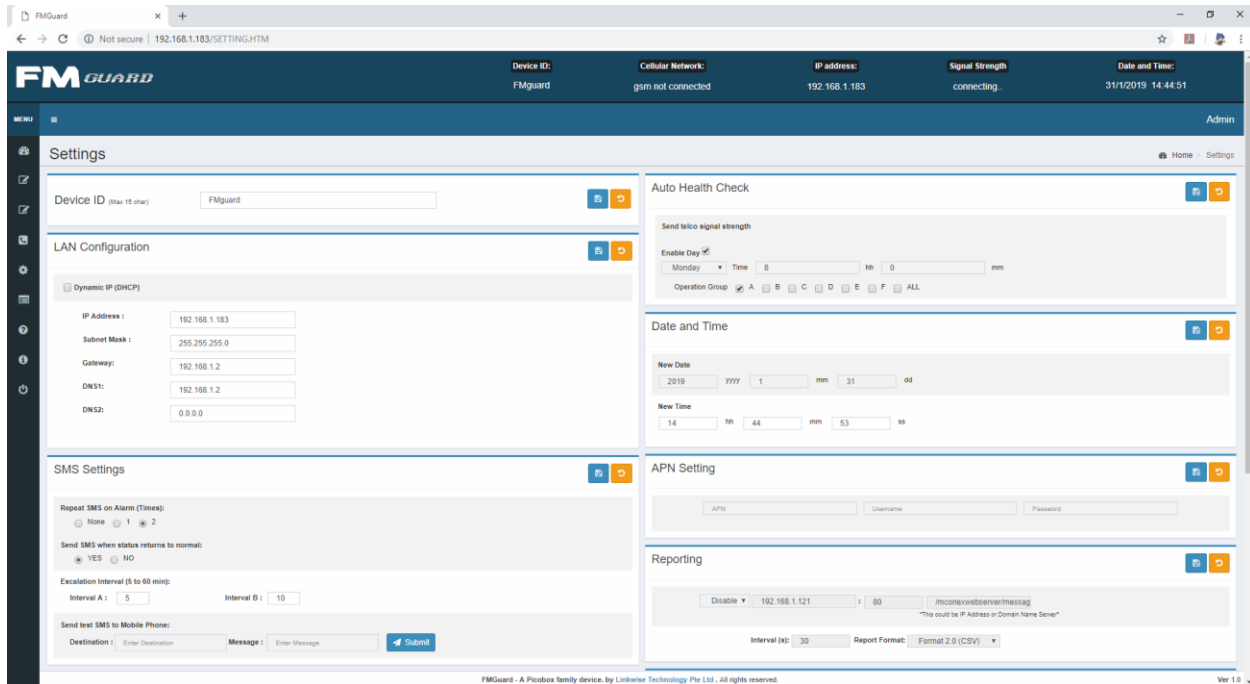 FMGuard
Not secure | 192.168.1.183/SETTING.HTM
FM GUARD
Device ID: Cellular Network: IP address: Signal Strength Date and Time:
FMguard gsm not connected 192.168.1.183 connecting.. 31/1/2019 14:44:51
MENU Admin
Settings
Home - Settings
Device ID (Max 15 char) FMguard
LAN Configuration
Dynamic IP (DHCP)
IP Address : 192.168.1.183
Subnet Mask : 255.255.255.0
Gateway: 192.168.1.2
DNS1: 192.168.1.2
DNS2: 0.0.0.0
SMS Settings
Repeat SMS on Alarm (Times):
None 1 2
Send SMS when status returns to normal:
YES NO
Escalation Interval (5 to 60 min):
Interval A : 5 Interval B : 10
Send test SMS to Mobile Phone:
Destination : Enter Destination Message : Enter Message Submit
Auto Health Check
Send telco signal strength
Enable Day
Monday Time 8 hh 0 mm
Operation Group A B C D E F ALL
Date and Time
New Date
2019 yyyy 1 mm 31 dd
New Time
14 hh 44 mm 53 ss
APN Setting
APN Username Password
Reporting
Disable 192.168.1.121 : 80 /mconexwebserver/messag
*This could be IP Address or Domain Name Server*
Interval (s): 30 Report Format: Format 2.0 (CSV)
FMGuard - A Picobox family device. by Linkwise Technology Pte Ltd . All rights reserved. Ver 1.0